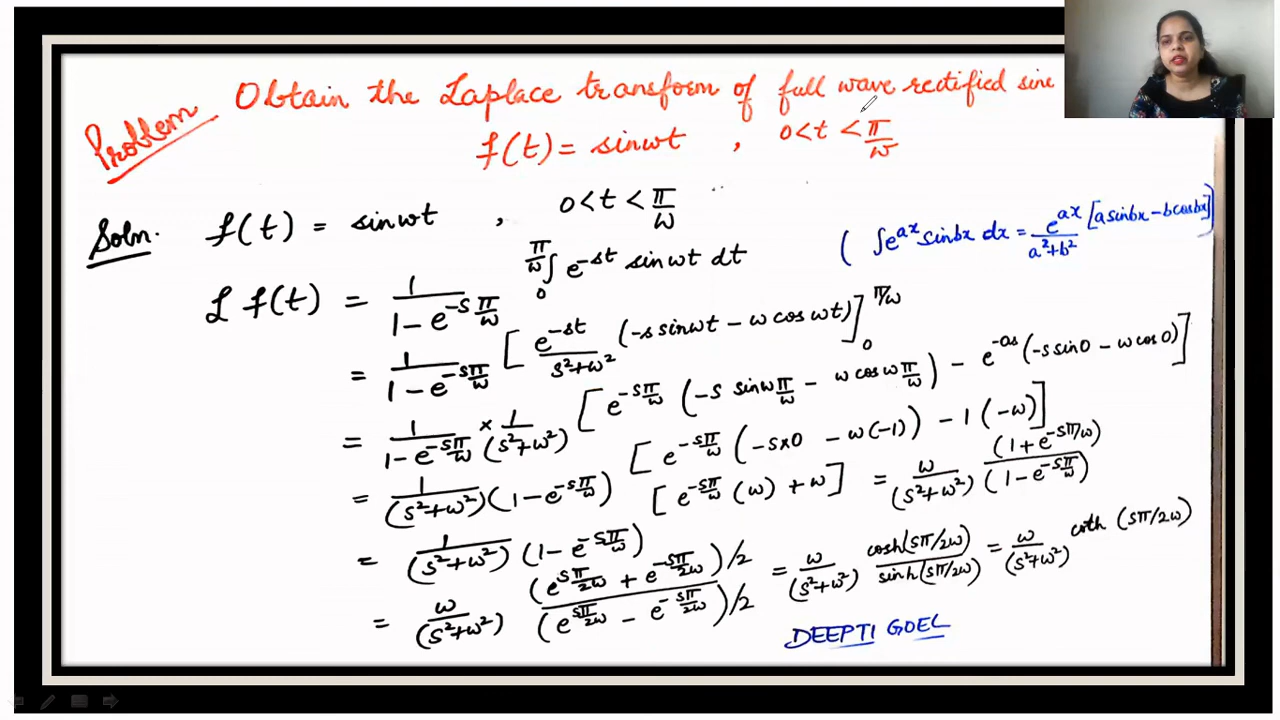 Problem Obtain the Laplace transform of full wave rectified sine
f(t) = sinωt , 0<t<π/ω
Soln. f(t) = sinωt , 0<t<π/ω
( ∫e^ax sinbx dx = e^ax/(a²+b²) [a sinbx − b cosbx]
L f(t) = 1/(1−e^−sπ/ω) ∫₀^π/ω e^−st sinωt dt
= 1/(1−e^−sπ/ω) [ e^−st/(s²+ω²) (−s sinωt − ω cosωt) ]₀^π/ω
= 1/(1−e^−sπ/ω) × 1/(s²+ω²) [ e^−sπ/ω (−s sinω π/ω − ω cosω π/ω) − e^−0s (−s sin0 − ω cos0) ]
= 1/(s²+ω²)(1−e^−sπ/ω) [ e^−sπ/ω (−s×0 − ω(−1)) − 1(−ω) ]
= 1/(s²+ω²) (1−e^−sπ/ω) [ e^−sπ/ω (ω) + ω ] = ω/(s²+ω²) (1+e^−sπ/ω)/(1−e^−sπ/ω)
= ω/(s²+ω²) (e^sπ/2ω + e^−sπ/2ω)/2 / (e^sπ/2ω − e^−sπ/2ω)/2 = ω/(s²+ω²) cosh(sπ/2ω)/sinh(sπ/2ω) = ω/(s²+ω²) coth (sπ/2ω)
DEEPTI GOEL